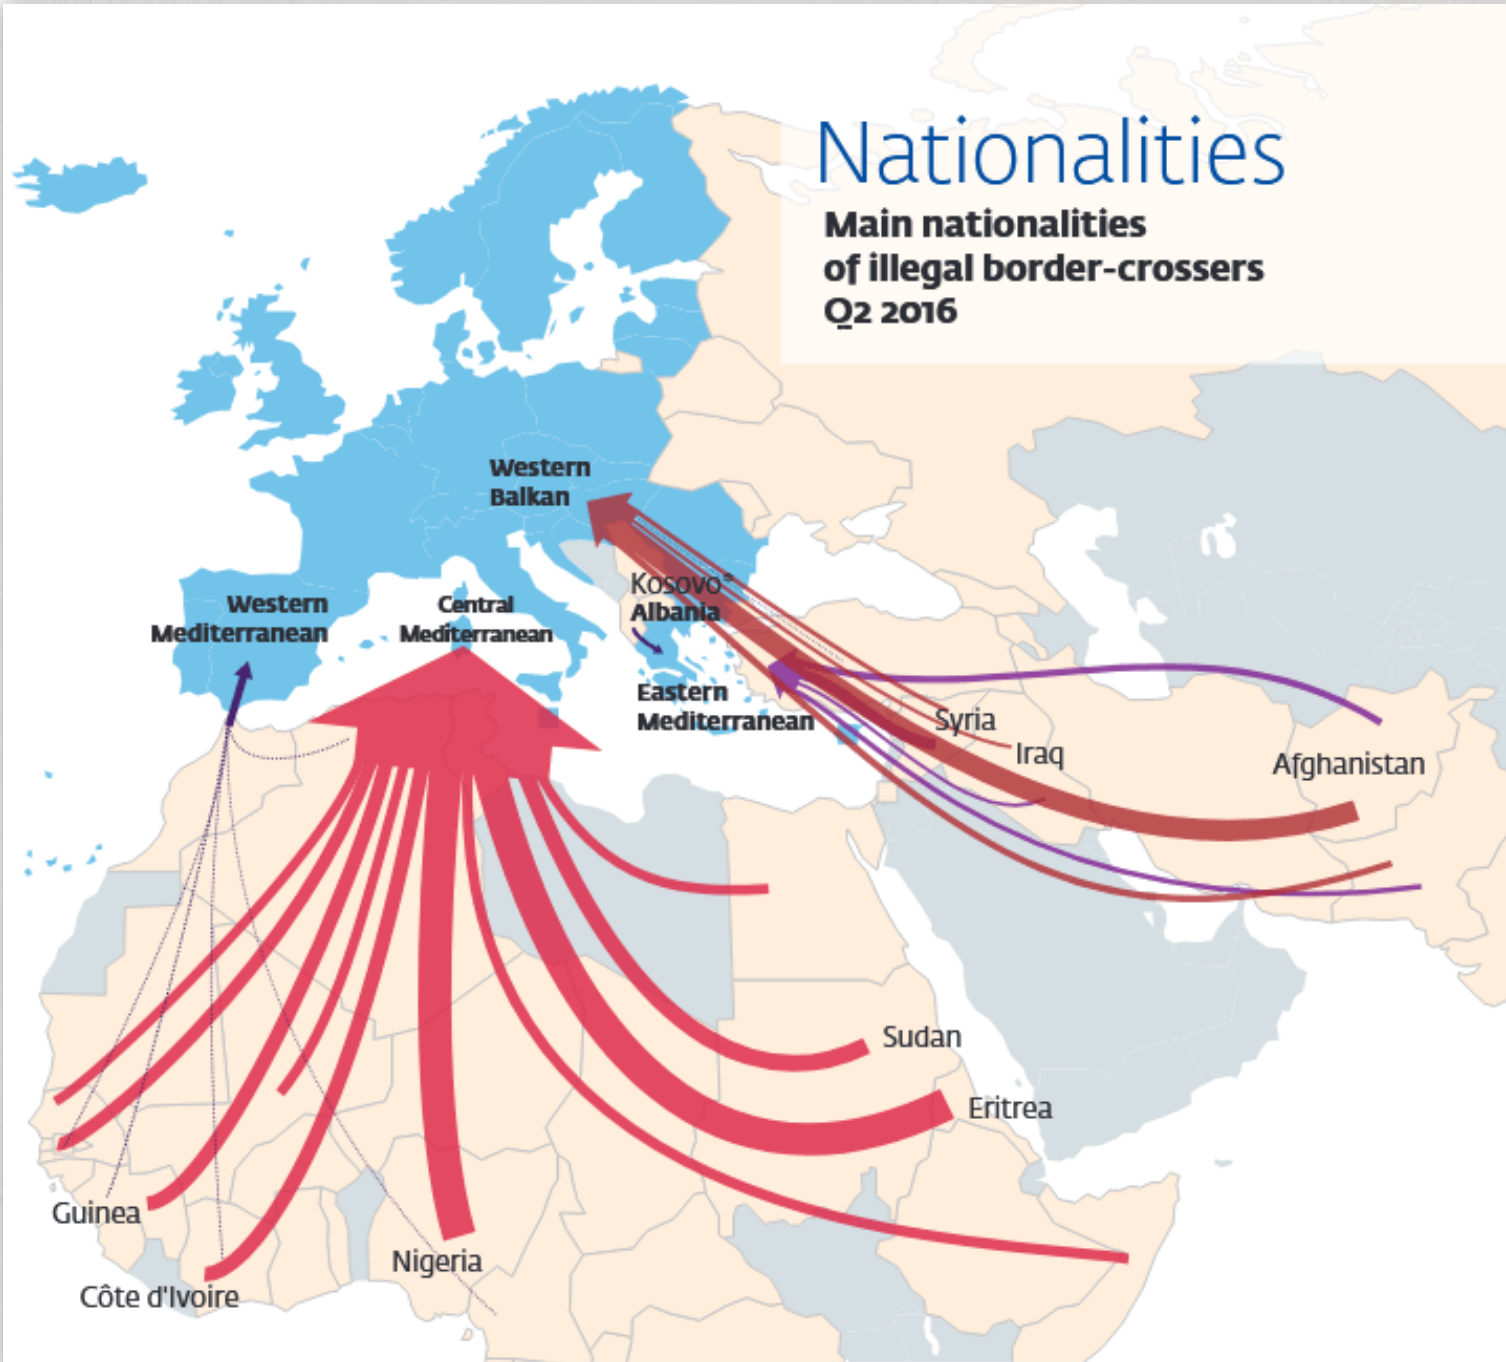 Nationalities
Main nationalities
of illegal border-crossers
Q2 2016
Western
Balkan
Kosovo*
Albania
Western
Mediterranean
Central
Mediterranean
Eastern
Mediterranean
Syria
Iraq
Afghanistan
Sudan
Eritrea
Guinea
Nigeria
Côte d'Ivoire